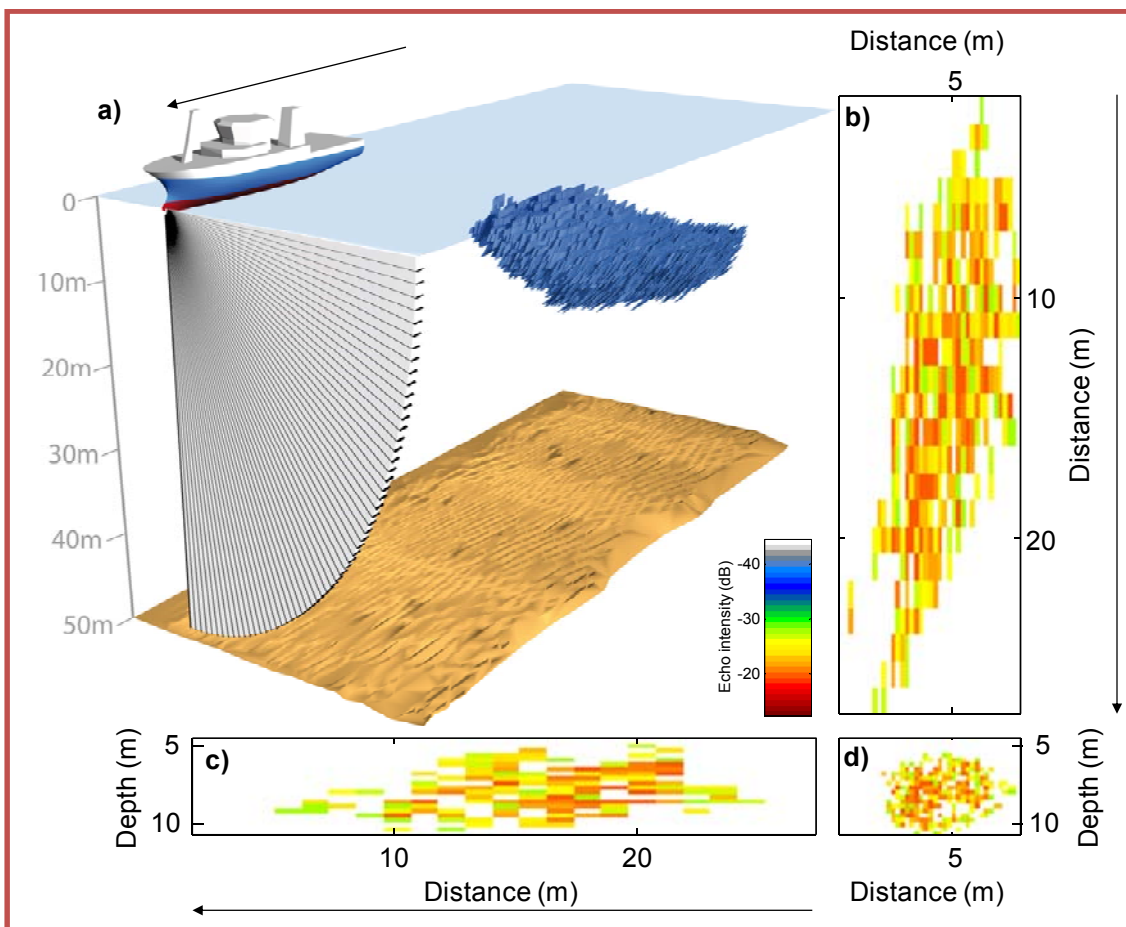 a)
0
10m
20m
30m
40m
50m
Echo intensity (dB)
-40
-30
-20
Distance (m)
5
b)
10
20
Distance (m)
c)
Depth (m)
5
10
10
20
Distance (m)
d)
5
10
Depth (m)
5
Distance (m)